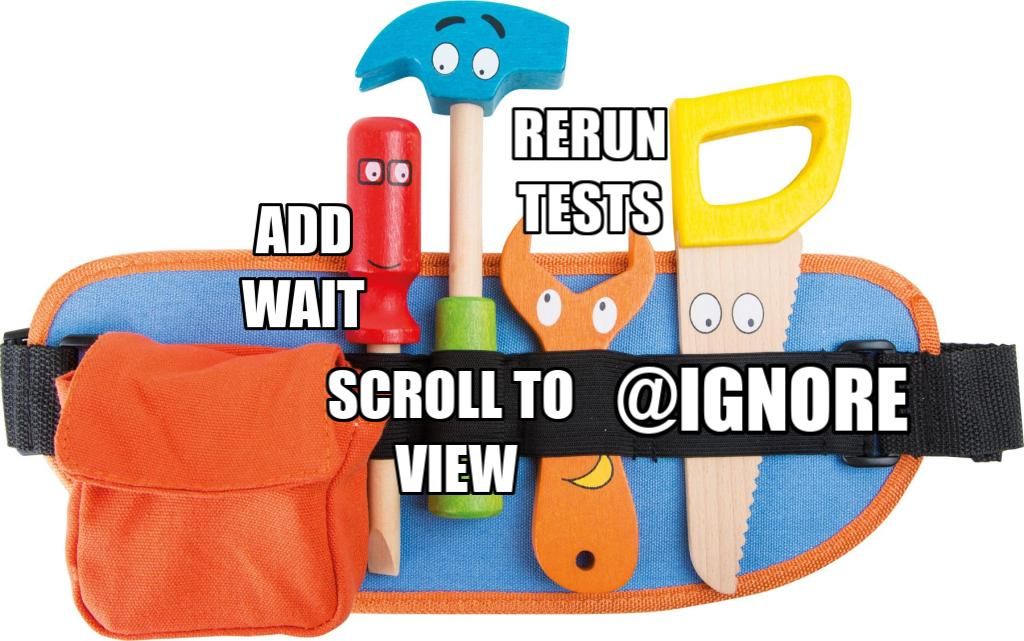 ADD
WAIT
SCROLL TO
VIEW
RERUN
TESTS
@IGNORE